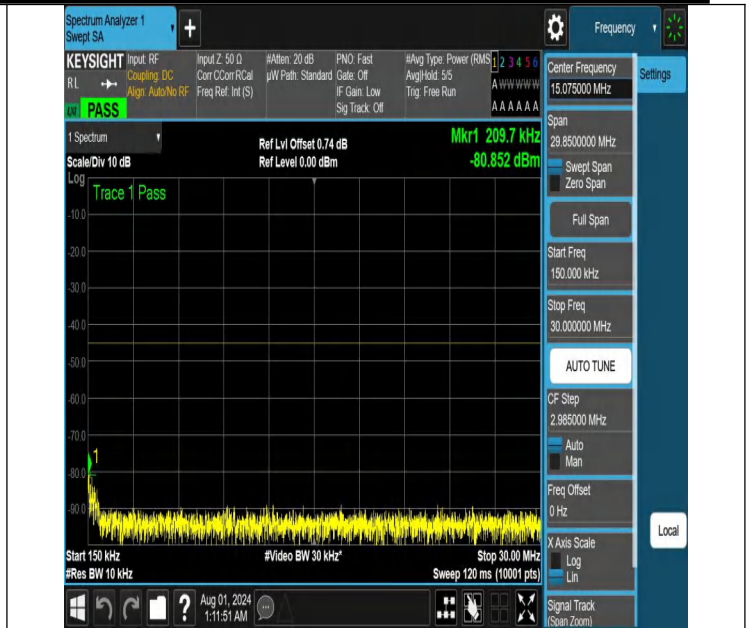 Spectrum Analyzer 1
Swept SA
+
Frequency
KEYSIGHT
RL
PASS
Input: RF
Coupling: DC
Align: Auto/No RF
Input Z: 50 Ω
Corr CCorr RCal
Freq Ref: Int (S)
#Atten: 20 dB
µW Path: Standard
PNO: Fast
Gate: Off
IF Gain: Low
Sig Track: Off
#Avg Type: Power (RMS
Avg|Hold: 5/5
Trig: Free Run
1 2 3 4 5 6
A W W W W W
A A A A A A
1 Spectrum
Scale/Div 10 dB
Ref Lvl Offset 0.74 dB
Ref Level 0.00 dBm
Mkr1 209.7 kHz
-80.852 dBm
Log
Trace 1 Pass
-10.0
-20.0
-30.0
-40.0
-50.0
-60.0
-70.0
1
-80.0
-90.0
Start 150 kHz
#Video BW 30 kHz*
Stop 30.00 MHz
#Res BW 10 kHz
Sweep 120 ms (10001 pts)
?
Aug 01, 2024
1:11:51 AM
Center Frequency
15.075000 MHz
Settings
Span
29.8500000 MHz
Swept Span
Zero Span
Full Span
Start Freq
150.000 kHz
Stop Freq
30.000000 MHz
AUTO TUNE
CF Step
2.985000 MHz
Auto
Man
Freq Offset
0 Hz
Local
X Axis Scale
Log
Lin
Signal Track
(Span Zoom)